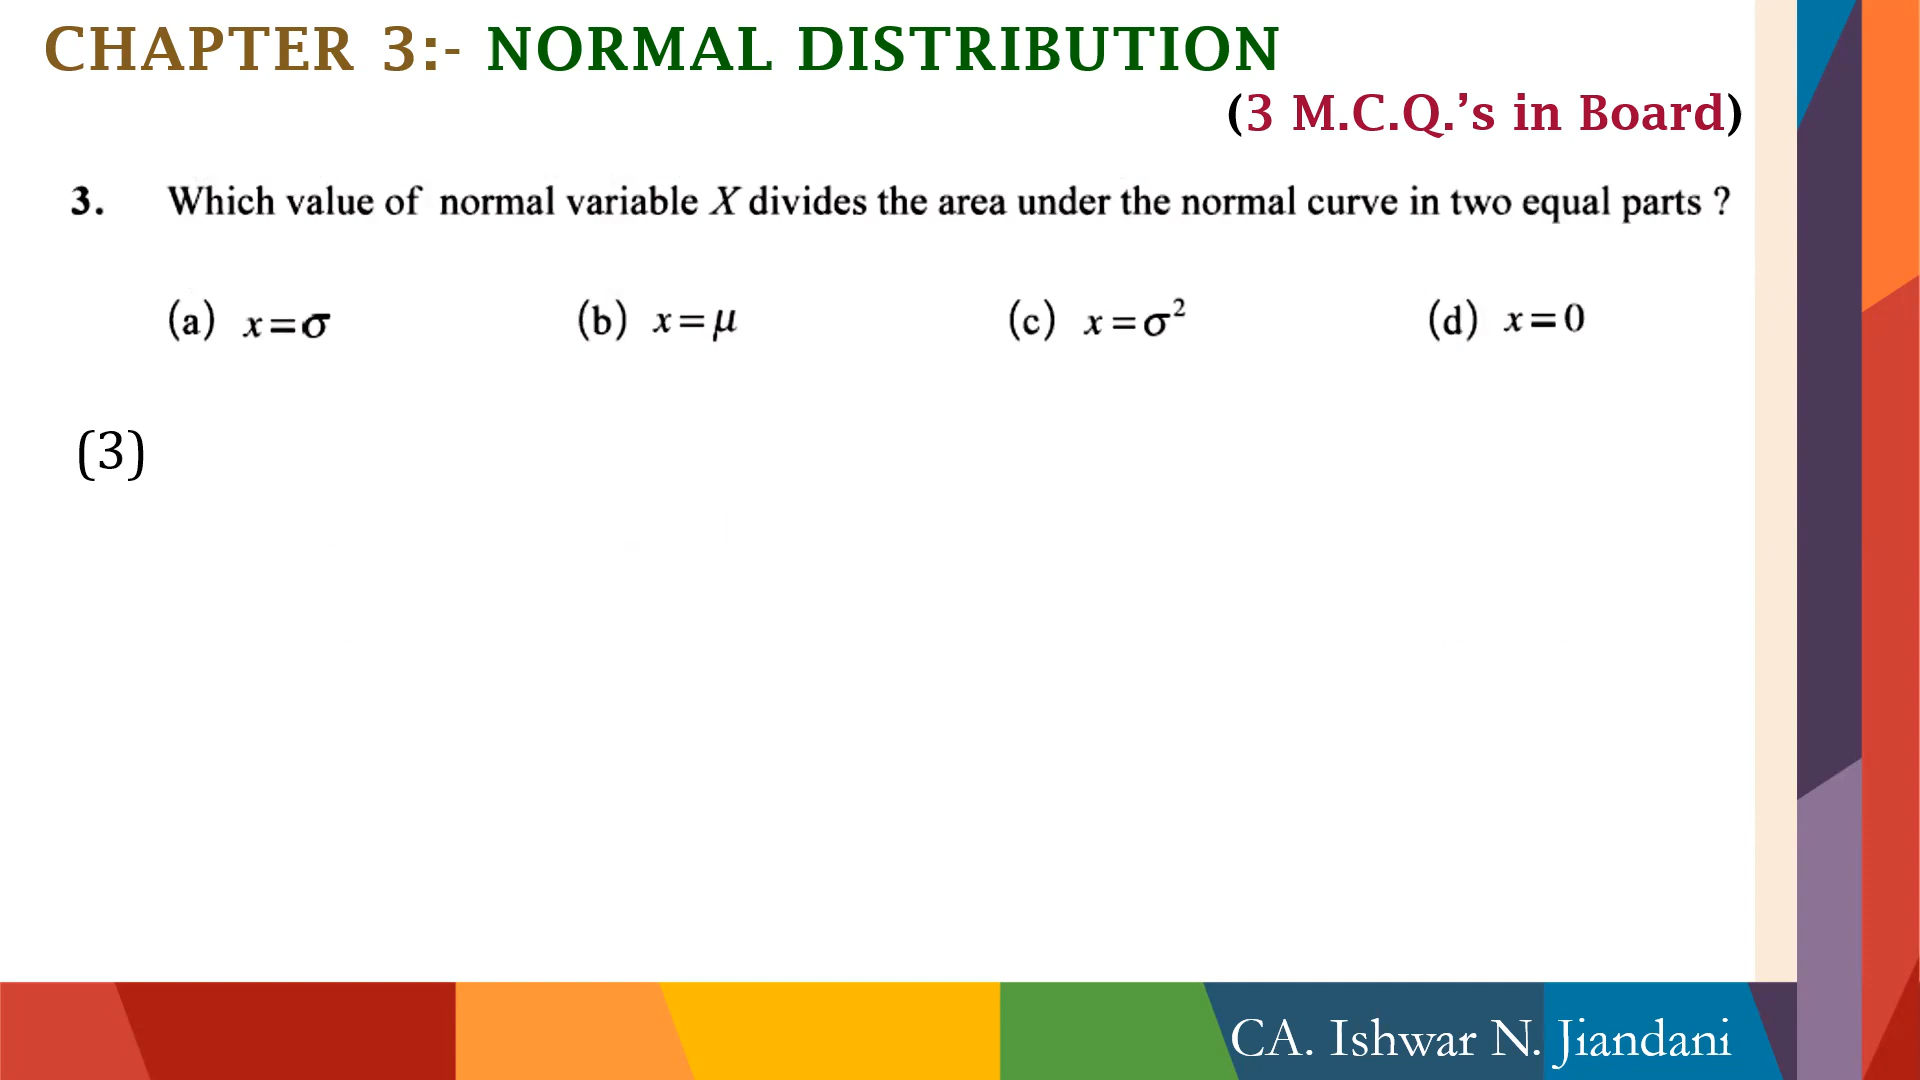 CHAPTER 3:- NORMAL DISTRIBUTION
(3 M.C.Q.’s in Board)
3. Which value of normal variable X divides the area under the normal curve in two equal parts ?
(a) x=σ (b) x=μ (c) x=σ² (d) x=0
(3)
CA. Ishwar N. Jiandani